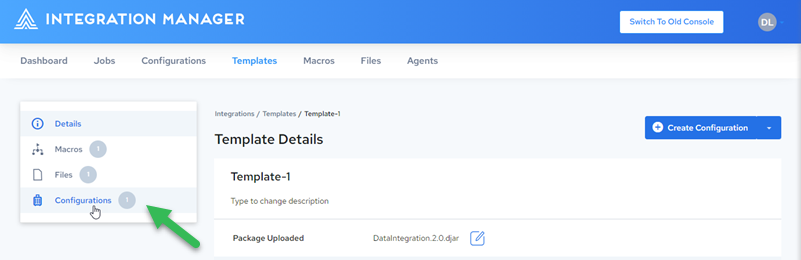 INTEGRATION MANAGER
Switch To Old Console
DL
Dashboard Jobs Configurations Templates Macros Files Agents
Details
Macros 1
Files 1
Configurations 1
Integrations / Templates / Template-1
Template Details
Create Configuration
Template-1
Type to change description
Package Uploaded DataIntegration.2.0.djar